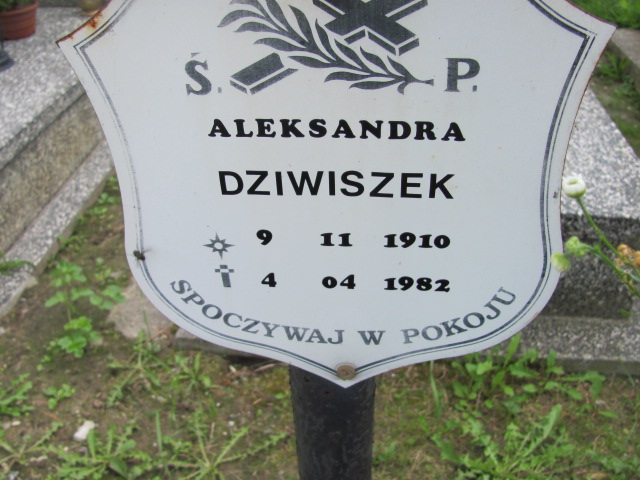 Ś. P.
ALEKSANDRA
DZIWISZEK
9 11 1910
4 04 1982
SPOCZYWAJ W POKOJU